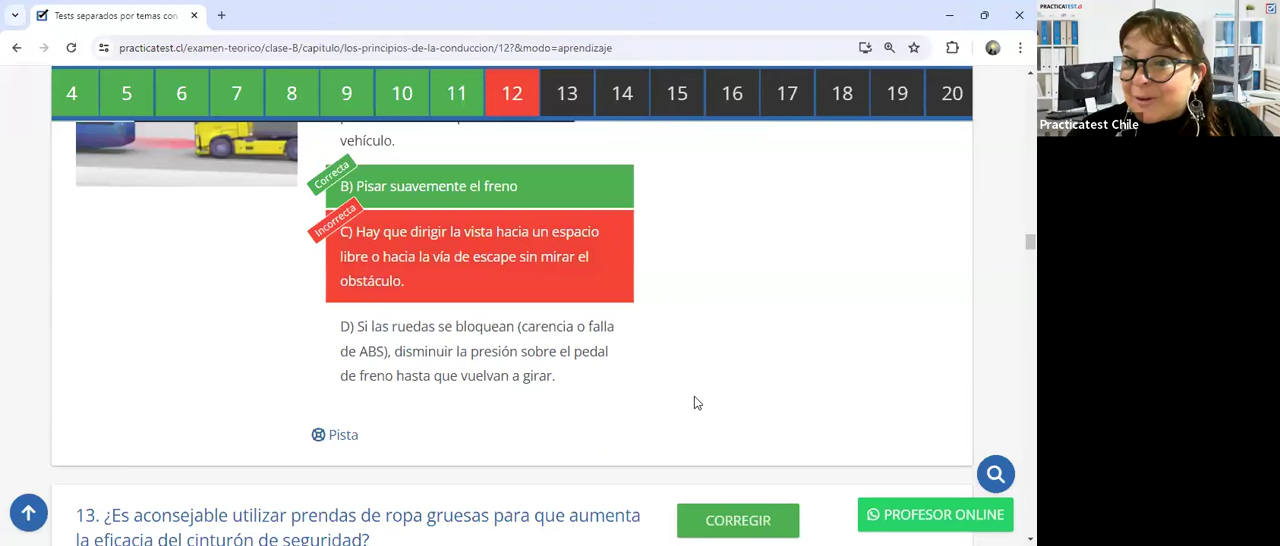 Tests separados por temas con
practicatest.cl/examen-teorico/clase-B/capitulo/los-principios-de-la-conduccion/12?&modo=aprendizaje
PRACTICATEST.cl
4 5 6 7 8 9 10 11 12 13 14 15 16 17 18 19 20
Practicatest Chile
vehículo.
Correcta
B) Pisar suavemente el freno
Incorrecta
C) Hay que dirigir la vista hacia un espacio
libre o hacia la vía de escape sin mirar el
obstáculo.
D) Si las ruedas se bloquean (carencia o falla
de ABS), disminuir la presión sobre el pedal
de freno hasta que vuelvan a girar.
Pista
13. ¿Es aconsejable utilizar prendas de ropa gruesas para que aumenta
la eficacia del cinturón de seguridad?
CORREGIR
PROFESOR ONLINE